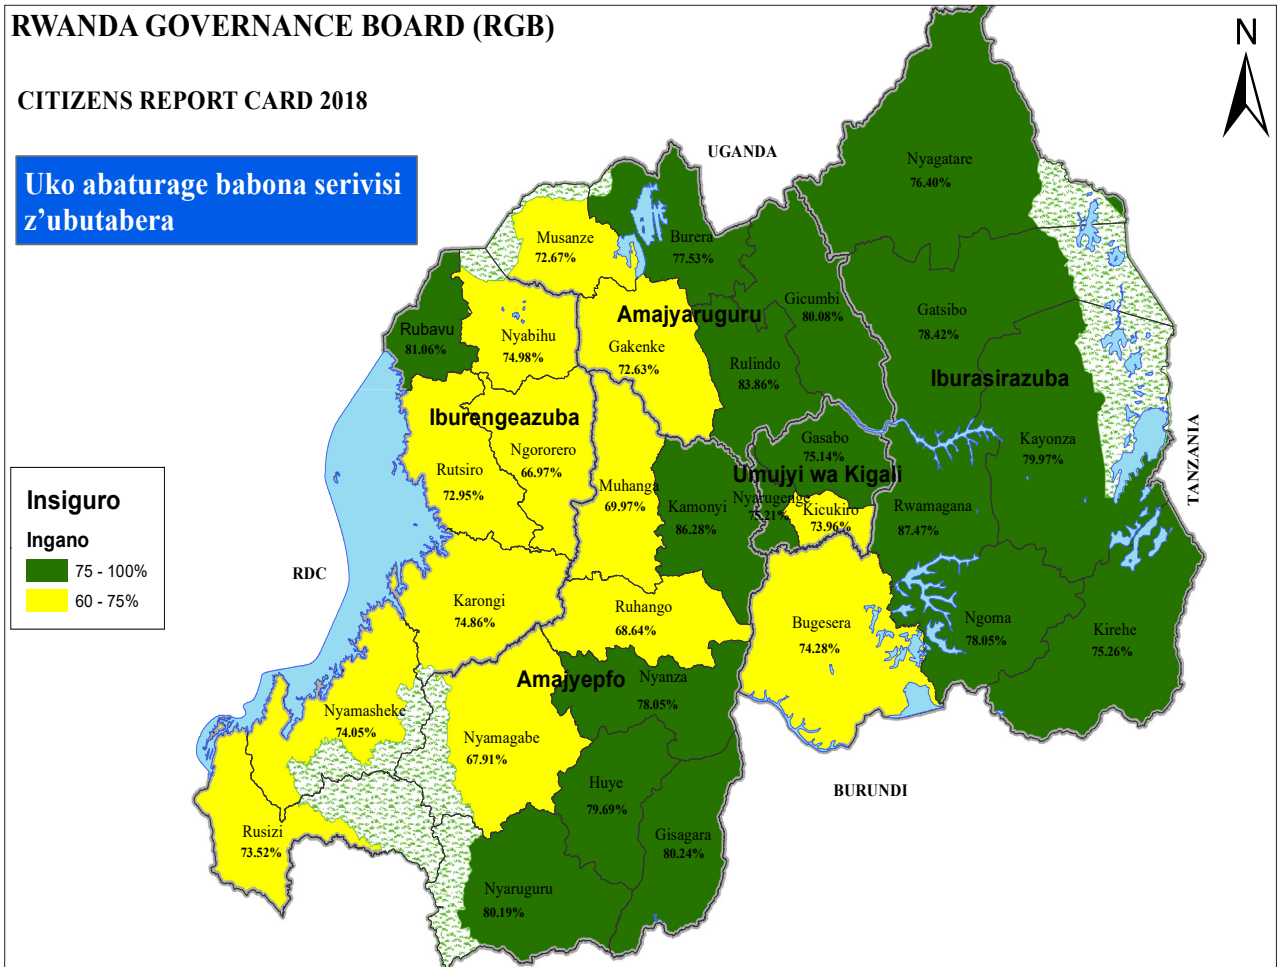 RWANDA GOVERNANCE BOARD (RGB)
CITIZENS REPORT CARD 2018
Uko abaturage babona serivisi
z'ubutabera
N
UGANDA
Nyagatare
76.40%
Musanze
72.67%
Burera
77.53%
Gicumbi
80.08%
Amajyaruguru
Gatsibo
78.42%
Rubavu
81.06%
Nyabihu
74.98%
Gakenke
72.63%
Rulindo
83.86%
Iburasirazuba
Iburengeazuba
Ngororero
66.97%
Rutsiro
72.95%
Muhanga
69.97%
Kamonyi
86.28%
Gasabo
75.14%
Umujyi wa Kigali
Nyarugenge
75.21%
Kicukiro
73.96%
Kayonza
79.97%
Rwamagana
87.47%
TANZANIA
Insiguro
Ingano
75 - 100%
60 - 75%
RDC
Karongi
74.86%
Ruhango
68.64%
Bugesera
74.28%
Ngoma
78.05%
Kirehe
75.26%
Amajyepfo
Nyanza
78.05%
Nyamasheke
74.05%
Nyamagabe
67.91%
Huye
79.69%
BURUNDI
Rusizi
73.52%
Gisagara
80.24%
Nyaruguru
80.19%